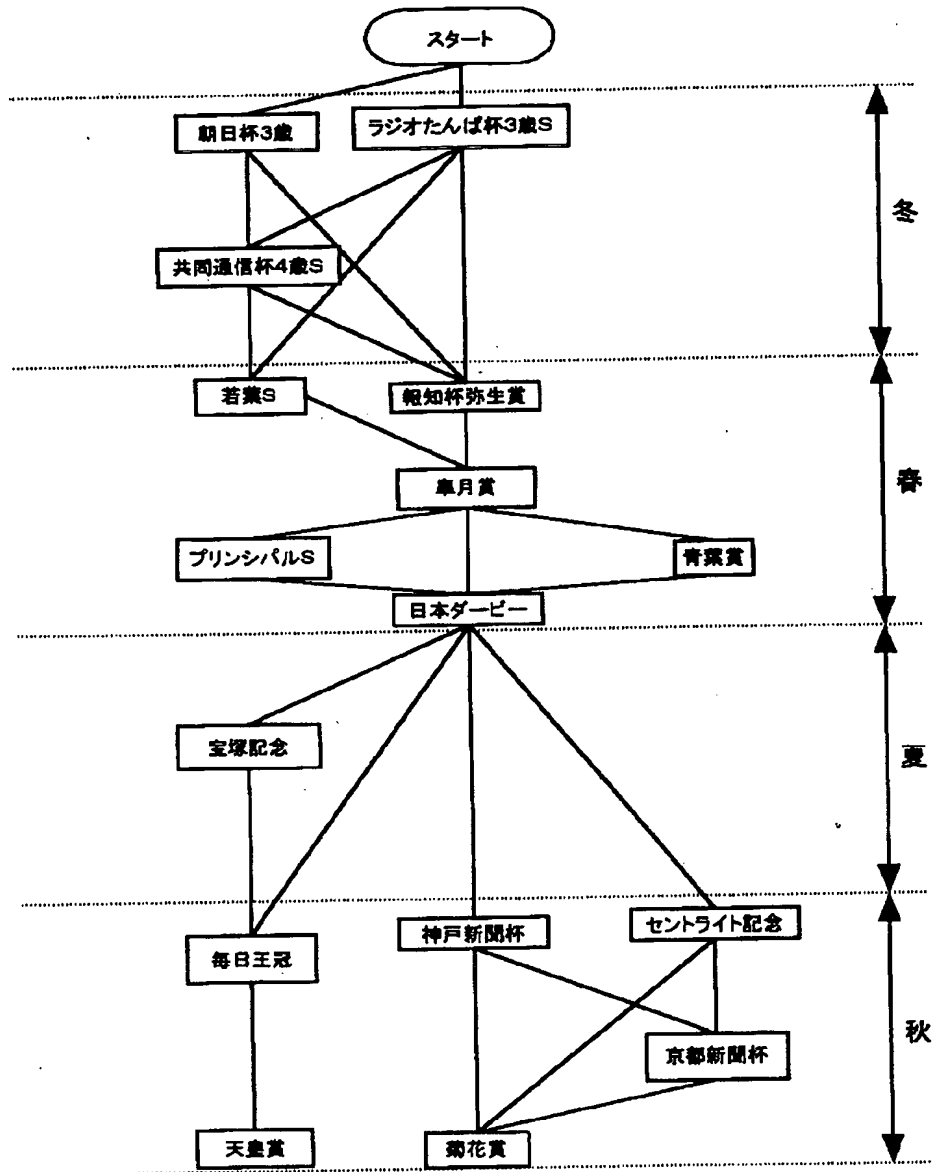 スタート
朝日杯3歳
ラジオたんぱ杯3歳S
冬
共同通信杯4歳S
若葉S
報知杯弥生賞
春
皐月賞
プリンシパルS
青葉賞
日本ダービー
宝塚記念
夏
毎日王冠
神戸新聞杯
セントライト記念
秋
京都新聞杯
天皇賞
菊花賞